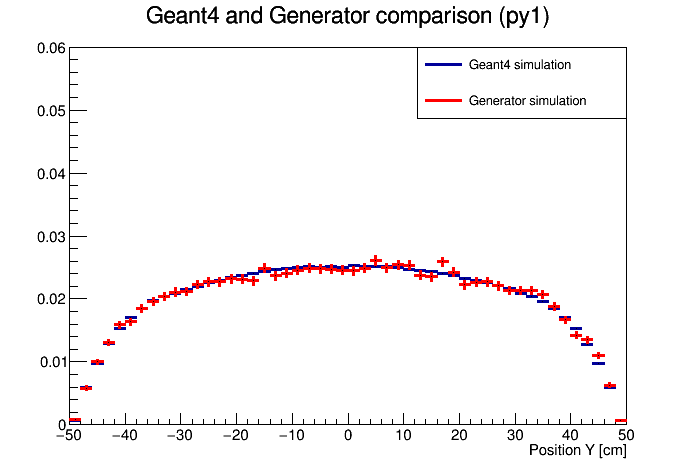 Geant4 and Generator comparison (py1)
0.06
Geant4 simulation
0.05
Generator simulation
0.04
0.03
0.02
0.01
0
−50 −40 −30 −20 −10 0 10 20 30 40 50
Position Y [cm]